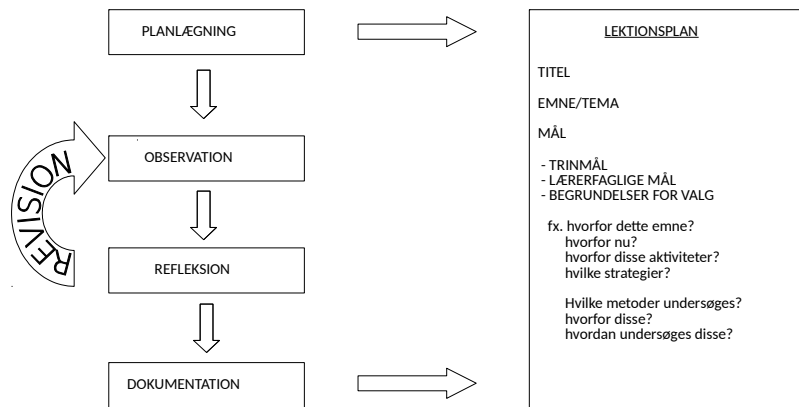 PLANLÆGNING
OBSERVATION
REVISION
REFLEKSION
DOKUMENTATION
LEKTIONSPLAN
TITEL
EMNE/TEMA
MÅL
- TRINMÅL
- LÆRERFAGLIGE MÅL
- BEGRUNDELSER FOR VALG
fx. hvorfor dette emne?
hvorfor nu?
hvorfor disse aktiviteter?
hvilke strategier?
Hvilke metoder undersøges?
hvorfor disse?
hvordan undersøges disse?